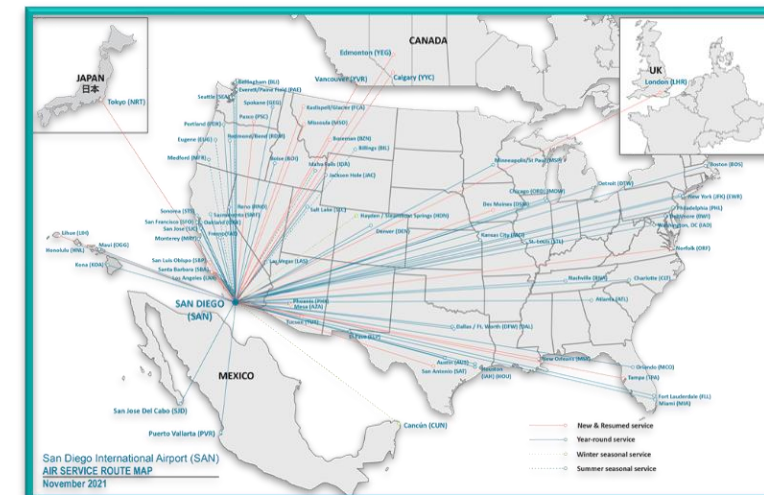 CANADA
Edmonton (YEG)
Vancouver (YVR)
Calgary (YYC)
JAPAN
日本
Tokyo (NRT)
UK
London (LHR)
Bellingham (BLI)
Everett/Paine Field (PAE)
Seattle (SEA)
Spokane (GEG)
Kalispell/Glacier (FCA)
Pasco (PSC)
Missoula (MSO)
Portland (PDX)
Redmond/Bend (RDM)
Bozeman (BZN)
Eugene (EUG)
Billings (BIL)
Medford (MFR)
Boise (BOI)
Idaho Falls (IDA)
Jackson Hole (JAC)
Minneapolis/St Paul (MSP)
Boston (BOS)
Detroit (DTW)
Chicago (ORD) (MDW)
New York (JFK) (EWR)
Des Moines (DSM)
Philadelphia (PHL)
Baltimore (BWI)
Washington, DC (IAD)
Reno (RNO)
Salt Lake (SLC)
Sonoma (STS)
Sacramento (SMF)
Hayden / Steamboat Springs (HDN)
San Francisco (SFO)
Oakland (OAK)
Denver (DEN)
San Jose (SJC)
Fresno (FAT)
Monterey (MRY)
Kansas City (MCI)
St. Louis (STL)
Norfolk (ORF)
Lihue (LIH)
Honolulu (HNL)
Maui (OGG)
Kona (KOA)
San Luis Obispo (SBP)
Santa Barbara (SBA)
Los Angeles (LAX)
Las Vegas (LAS)
Nashville (BNA)
Charlotte (CLT)
SAN DIEGO
(SAN)
Phoenix (PHX)
Mesa (AZA)
Atlanta (ATL)
Tucson (TUS)
Dallas / Ft. Worth (DFW) (DAL)
El Paso (ELP)
Austin (AUS)
San Antonio (SAT)
Houston
(IAH) (HOU)
New Orleans (MSY)
Orlando (MCO)
Tampa (TPA)
Fort Lauderdale (FLL)
Miami (MIA)
MEXICO
San Jose Del Cabo (SJD)
Puerto Vallarta (PVR)
Cancún (CUN)
New & Resumed service
Year-round service
Winter seasonal service
Summer seasonal service
San Diego International Airport (SAN)
AIR SERVICE ROUTE MAP
November 2021